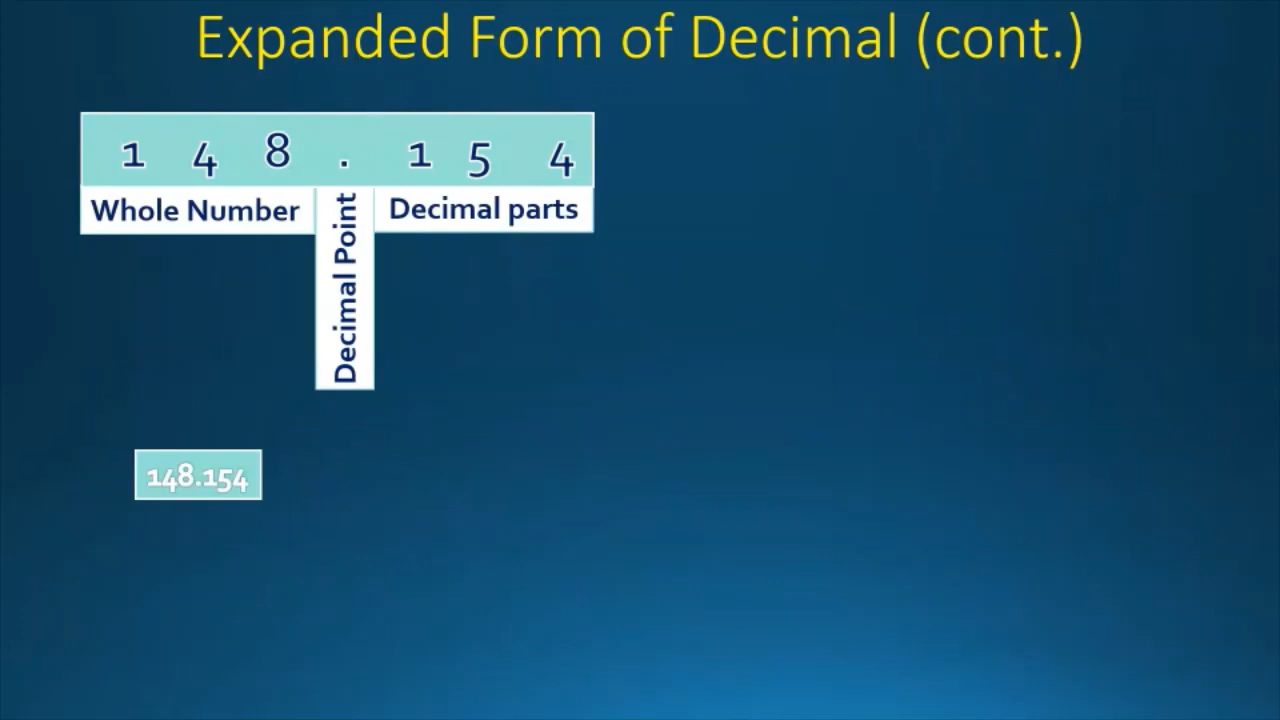 Expanded Form of Decimal (cont.)
1 4 8 . 1 5 4
Whole Number
Decimal Point
Decimal parts
148.154